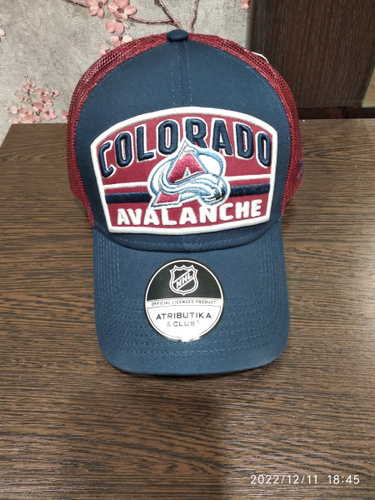 COLORADO
A
AVALANCHE
NHL
OFFICIAL LICENSED PRODUCT
ATRIBUTIKA
& CLUB
2022/12/11 18:45